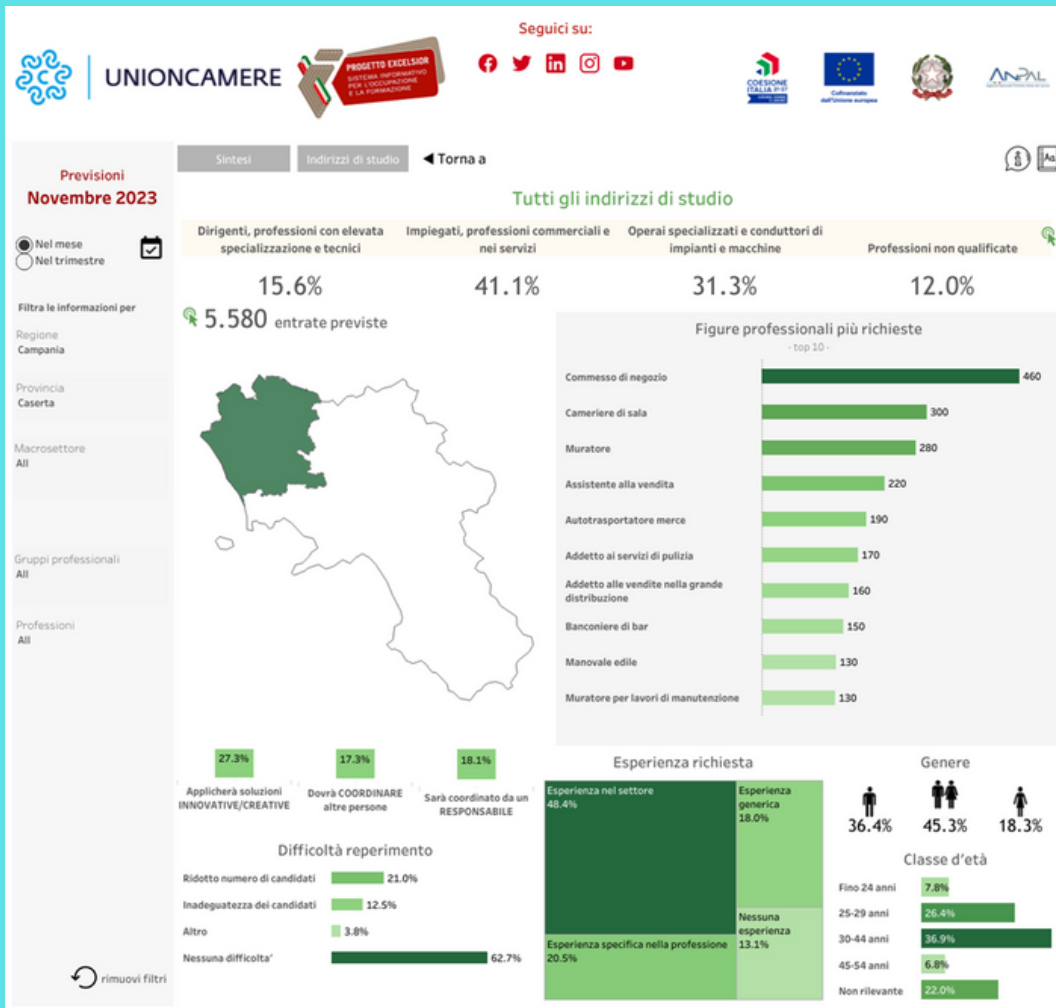 Seguici su:
UNIONCAMERE
PROGETTO EXCELSIOR
SISTEMA INFORMATIVO
PER L'OCCUPAZIONE
E LA FORMAZIONE
COESIONE
ITALIA 21-27
Cofinanziato
dall'Unione europea
ANPAL
Previsioni
Novembre 2023
Nel mese
Nel trimestre
Filtra le informazioni per
Regione
Campania
Provincia
Caserta
Macrosettore
All
Gruppi professionali
All
Professioni
All
rimuovi filtri
Sintesi
Indirizzi di studio
Torna a
Aa
Tutti gli indirizzi di studio
Dirigenti, professioni con elevata
specializzazione e tecnici
15.6%
Impiegati, professioni commerciali e
nei servizi
41.1%
Operai specializzati e conduttori di
impianti e macchine
31.3%
Professioni non qualificate
12.0%
5.580 entrate previste
Figure professionali più richieste
- top 10 -
Commesso di negozio 460
Cameriere di sala 300
Muratore 280
Assistente alla vendita 220
Autotrasportatore merce 190
Addetto ai servizi di pulizia 170
Addetto alle vendite nella grande
distribuzione 160
Banconiere di bar 150
Manovale edile 130
Muratore per lavori di manutenzione 130
27.3%
Applicherà soluzioni
INNOVATIVE/CREATIVE
17.3%
Dovrà COORDINARE
altre persone
18.1%
Sarà coordinato da un
RESPONSABILE
Difficoltà reperimento
Ridotto numero di candidati 21.0%
Inadeguatezza dei candidati 12.5%
Altro 3.8%
Nessuna difficolta' 62.7%
Esperienza richiesta
Esperienza nel settore
48.4%
Esperienza
generica
18.0%
Esperienza specifica nella professione
20.5%
Nessuna
esperienza
13.1%
Genere
36.4% 45.3% 18.3%
Classe d'età
Fino 24 anni 7.8%
25-29 anni 26.4%
30-44 anni 36.9%
45-54 anni 6.8%
Non rilevante 22.0%